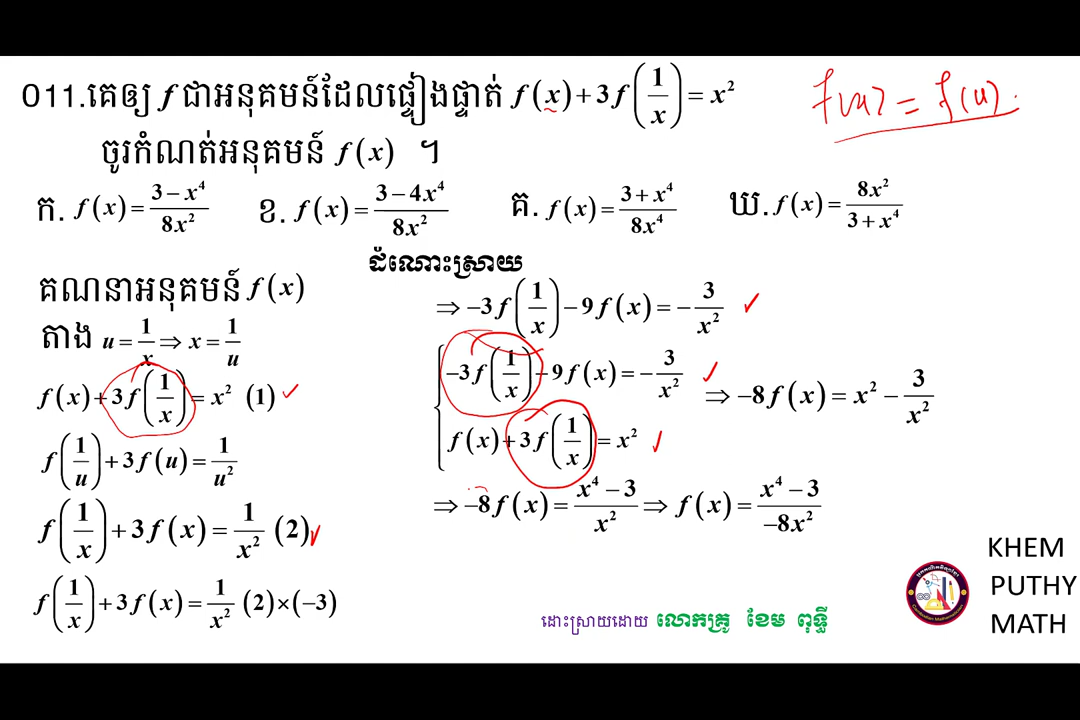 011.គេឲ្យ f ជាអនុគមន៍ដែលផ្ទៀងផ្ទាត់ f(x)+3f(1/x)=x²
f(x) = f(u).
ចូរកំណត់អនុគមន៍ f(x) ។
ក. f(x)=(3−x⁴)/(8x²) ខ. f(x)=(3−4x⁴)/(8x²) គ. f(x)=(3+x⁴)/(8x⁴) ឃ. f(x)=(8x²)/(3+x⁴)
ដំណោះស្រាយ
គណនាអនុគមន៍ f(x)
តាង u=1/x ⇒ x=1/u
f(x)+3f(1/x)=x² (1)
f(1/u)+3f(u)=1/u²
f(1/x)+3f(x)=1/x² (2)
f(1/x)+3f(x)=1/x² (2)×(−3)
⇒ −3f(1/x)−9f(x)=−3/x²
−3f(1/x)−9f(x)=−3/x²
f(x)+3f(1/x)=x²
⇒ −8f(x)=x²−3/x²
⇒ −8f(x)=(x⁴−3)/x² ⇒ f(x)=(x⁴−3)/(−8x²)
ដោះស្រាយដោយ លោកគ្រូ ខែម ពុទ្ធី
KHEM
PUTHY
MATH